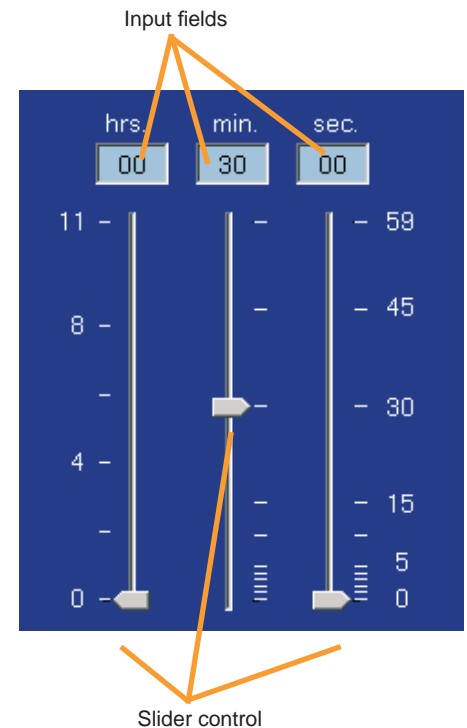 Input fields
hrs. min. sec.
00 30 00
11 59
45
8
30
4
15
5
0 0
Slider control